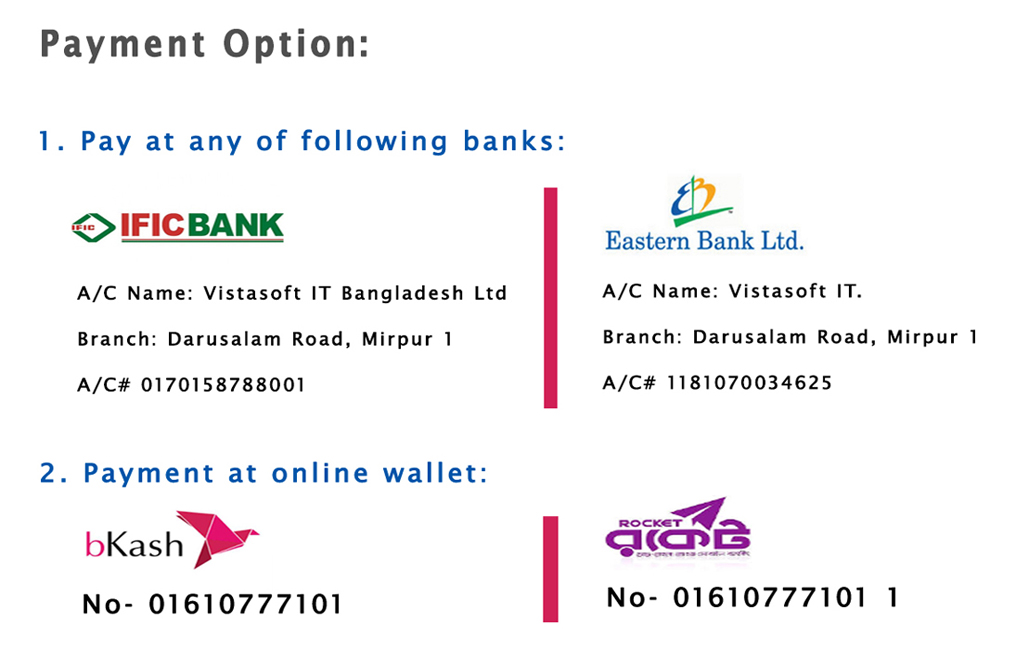 Payment Option:
1. Pay at any of following banks:
IFIC
IFIC BANK
A/C Name: Vistasoft IT Bangladesh Ltd
Branch: Darusalam Road, Mirpur 1
A/C# 0170158788001
Eastern Bank Ltd.
A/C Name: Vistasoft IT.
Branch: Darusalam Road, Mirpur 1
A/C# 1181070034625
2. Payment at online wallet:
bKash
No- 01610777101
ROCKET
রকেট
No- 01610777101 1